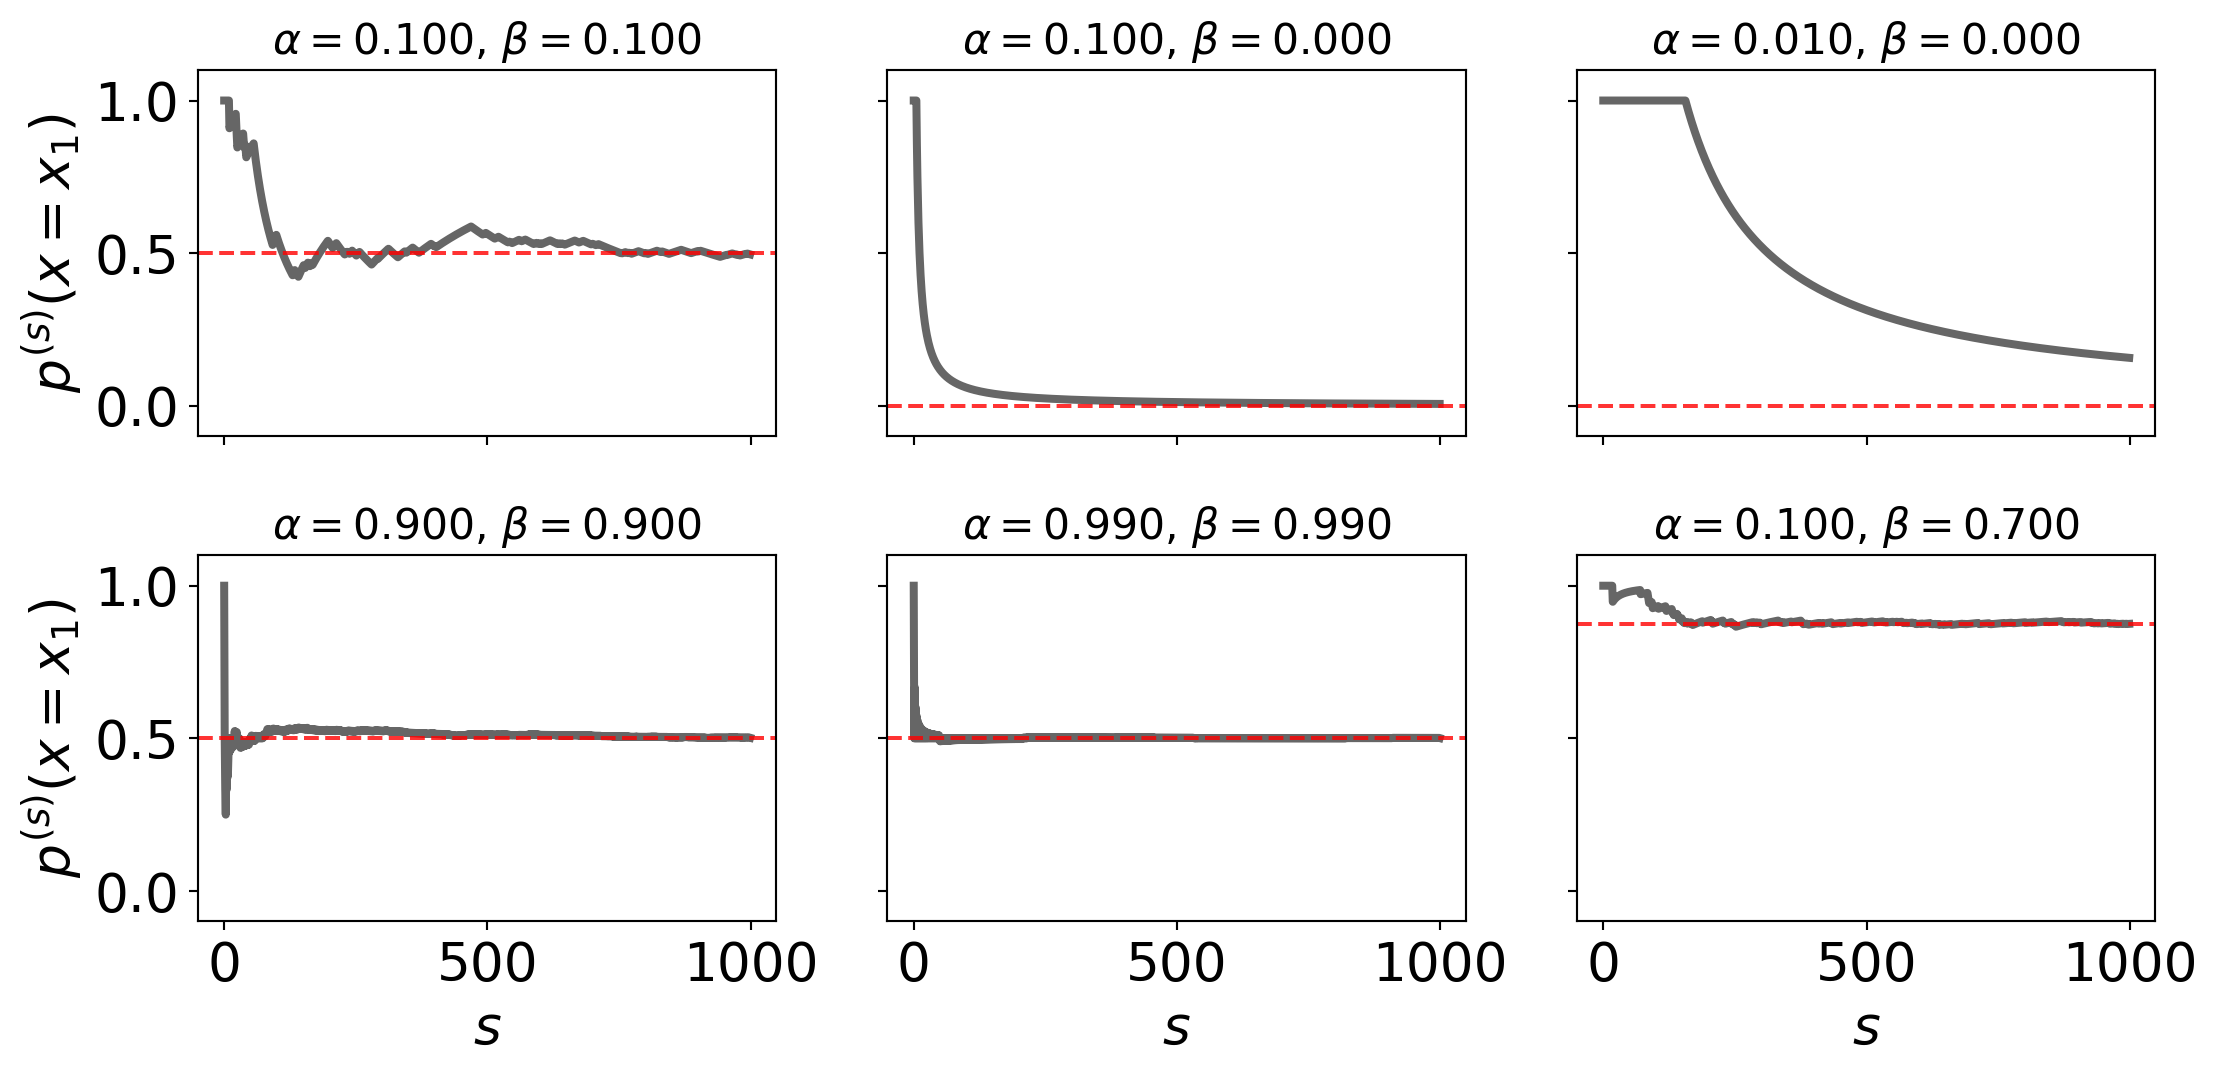 α = 0.100, β = 0.100
α = 0.100, β = 0.000
α = 0.010, β = 0.000
p^(s)(x = x₁)
1.0
0.5
0.0
α = 0.900, β = 0.900
α = 0.990, β = 0.990
α = 0.100, β = 0.700
p^(s)(x = x₁)
1.0
0.5
0.0
0 500 1000
0 500 1000
0 500 1000
s
s
s